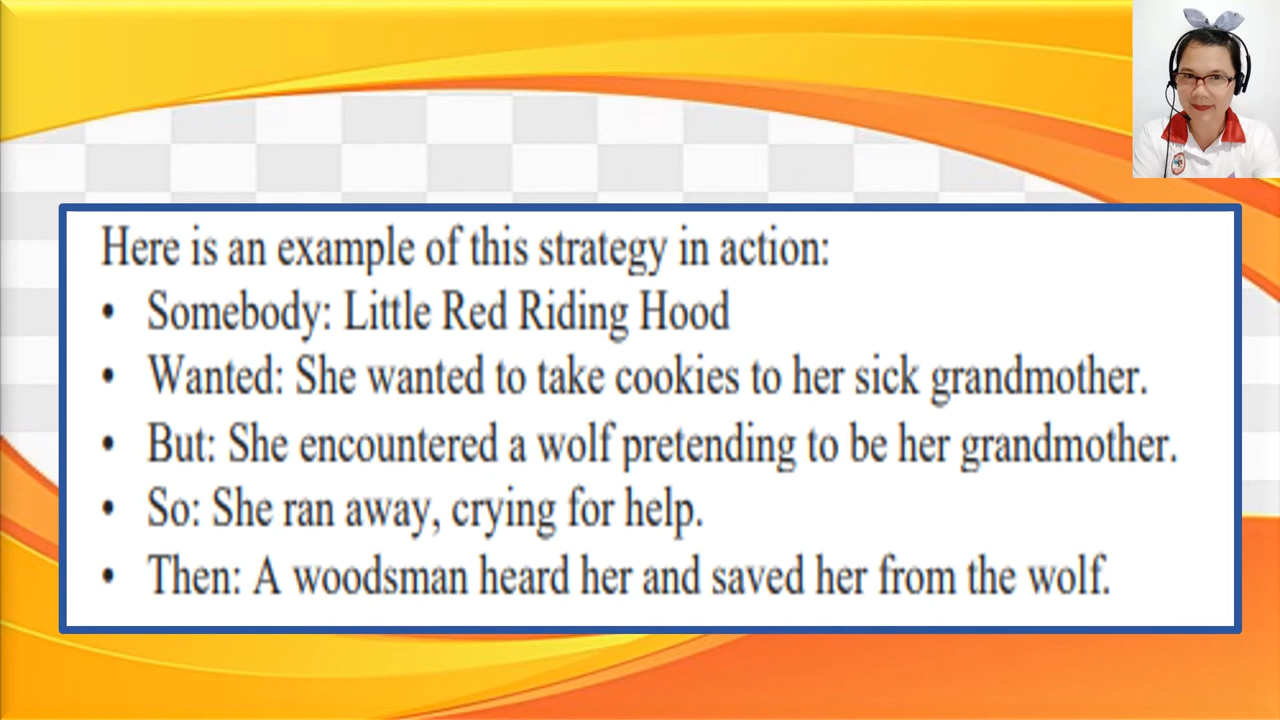 Here is an example of this strategy in action:
• Somebody: Little Red Riding Hood
• Wanted: She wanted to take cookies to her sick grandmother.
• But: She encountered a wolf pretending to be her grandmother.
• So: She ran away, crying for help.
• Then: A woodsman heard her and saved her from the wolf.